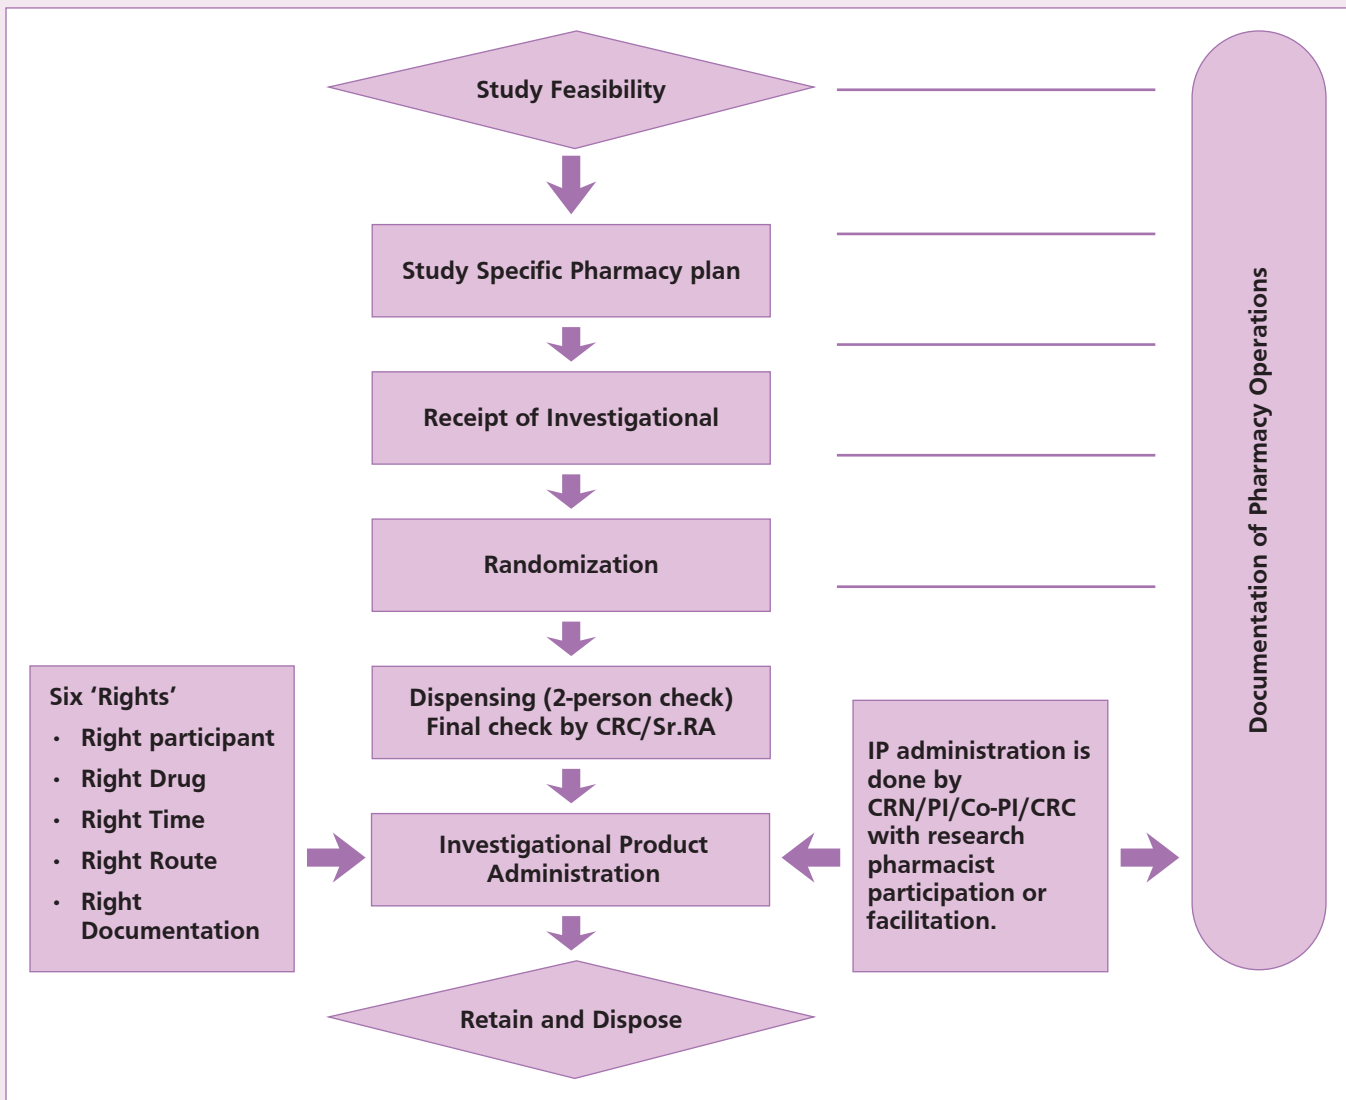 Study Feasibility
Study Specific Pharmacy plan
Receipt of Investigational
Randomization
Dispensing (2-person check)
Final check by CRC/Sr.RA
Six ‘Rights’
• Right participant
• Right Drug
• Right Time
• Right Route
• Right
Documentation
Investigational Product
Administration
IP administration is
done by
CRN/PI/Co-PI/CRC
with research
pharmacist
participation or
facilitation.
Retain and Dispose
Documentation of Pharmacy Operations